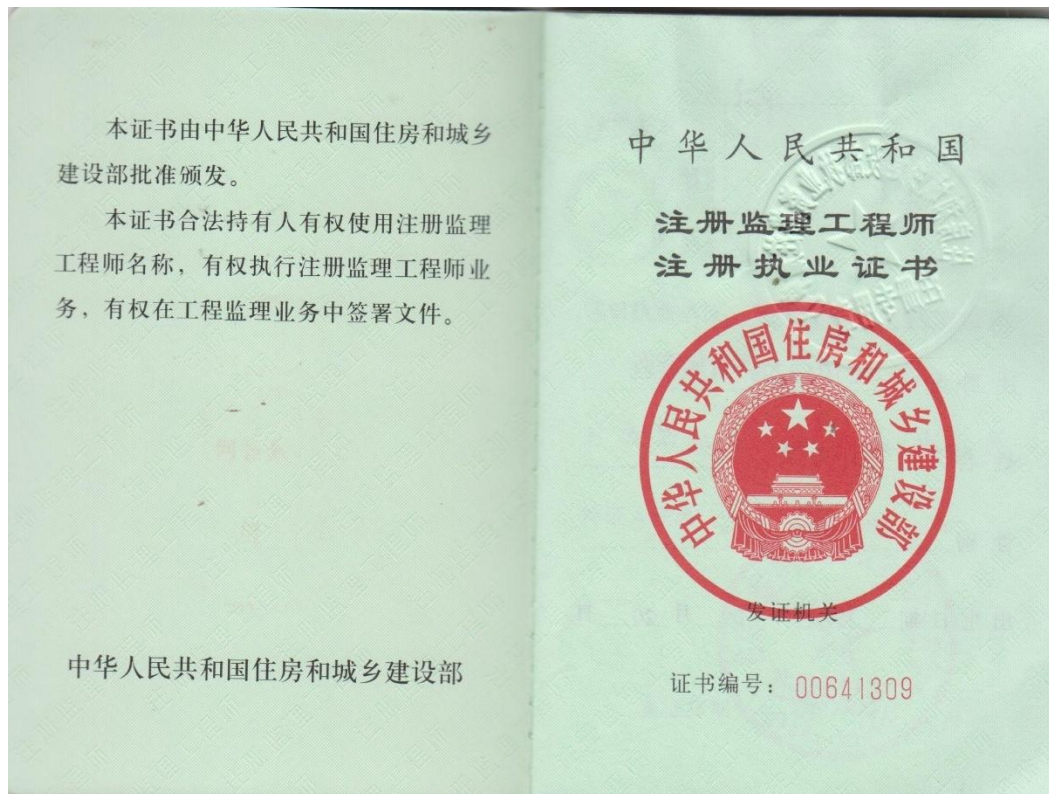 本证书由中华人民共和国住房和城乡
建设部批准颁发。
本证书合法持有人有权使用注册监理
工程师名称，有权执行注册监理工程师业
务，有权在工程监理业务中签署文件。
中华人民共和国住房和城乡建设部
中华人民共和国
注册监理工程师
注册执业证书
中华人民共和国住房和城乡建设部
发证机关
证书编号：00641309